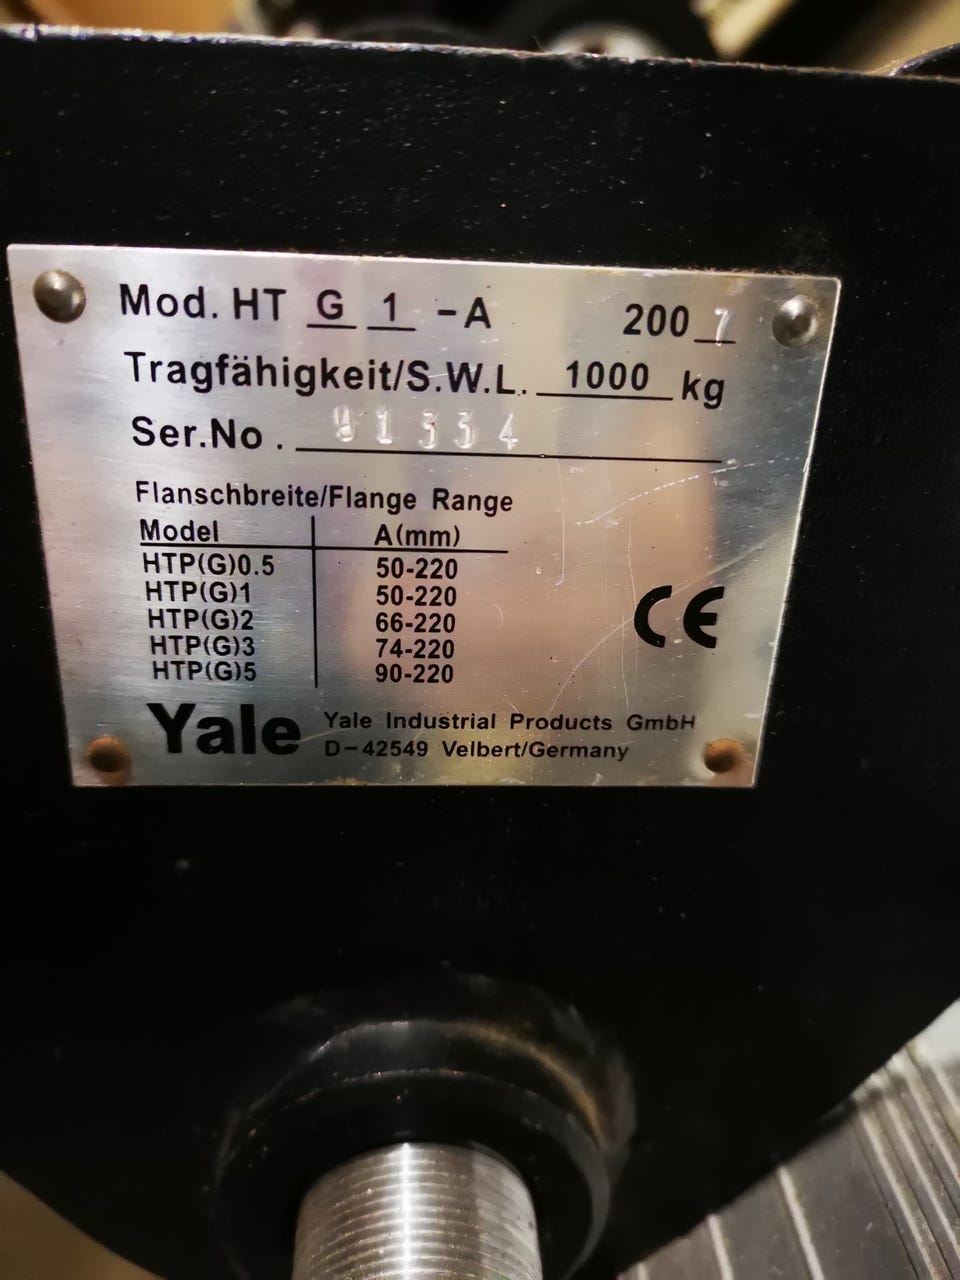 Mod. HT G 1 -A 2007
Tragfähigkeit/S.W.L. 1000 kg
Ser.No. 91334
Flanschbreite/Flange Range
Model A(mm)
HTP(G)0.5 50-220
HTP(G)1 50-220
HTP(G)2 66-220
HTP(G)3 74-220
HTP(G)5 90-220
CE
Yale Yale Industrial Products GmbH
D-42549 Velbert/Germany